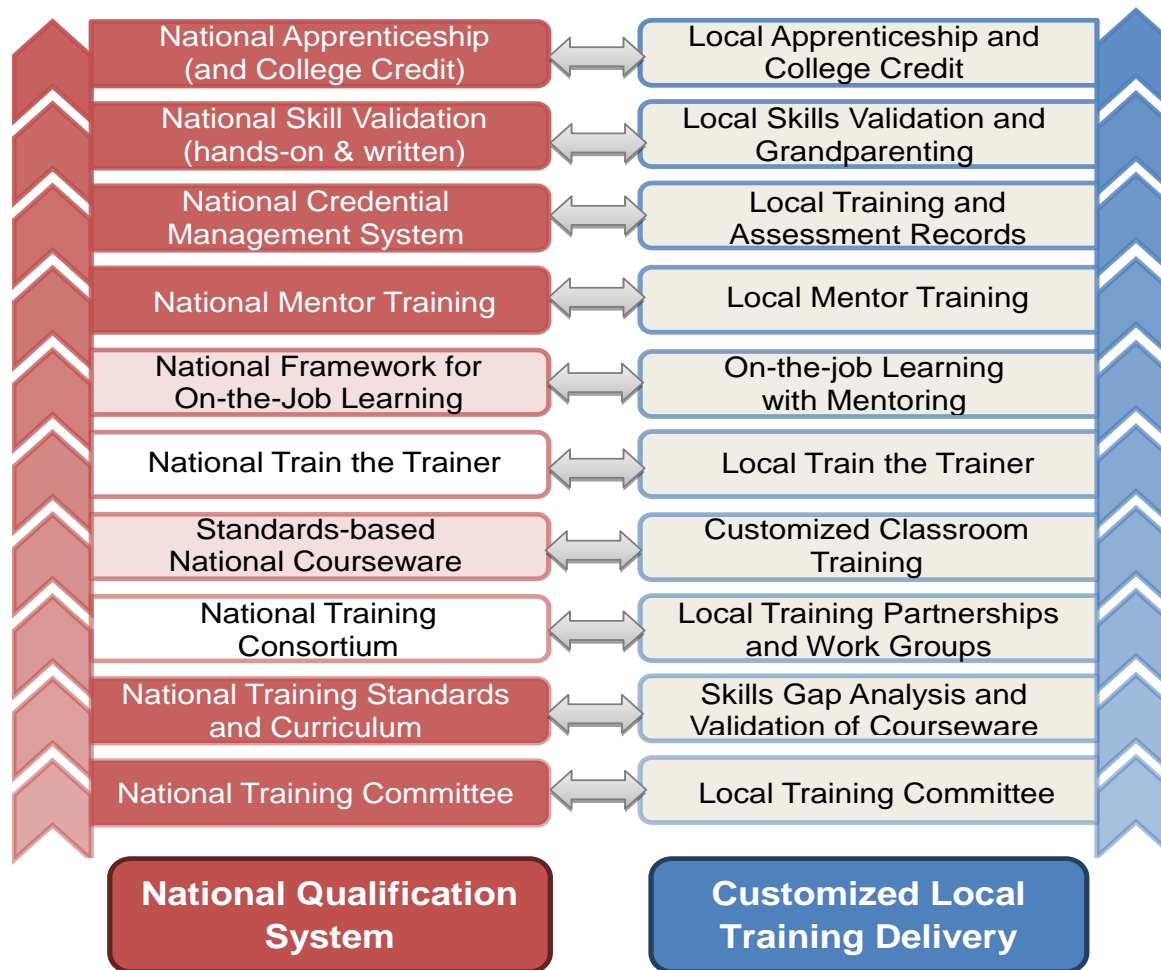 National Apprenticeship
(and College Credit)
Local Apprenticeship and
College Credit
National Skill Validation
(hands-on & written)
Local Skills Validation and
Grandparenting
National Credential
Management System
Local Training and
Assessment Records
National Mentor Training
Local Mentor Training
National Framework for
On-the-Job Learning
On-the-job Learning
with Mentoring
National Train the Trainer
Local Train the Trainer
Standards-based
National Courseware
Customized Classroom
Training
National Training
Consortium
Local Training Partnerships
and Work Groups
National Training Standards
and Curriculum
Skills Gap Analysis and
Validation of Courseware
National Training Committee
Local Training Committee
National Qualification
System
Customized Local
Training Delivery